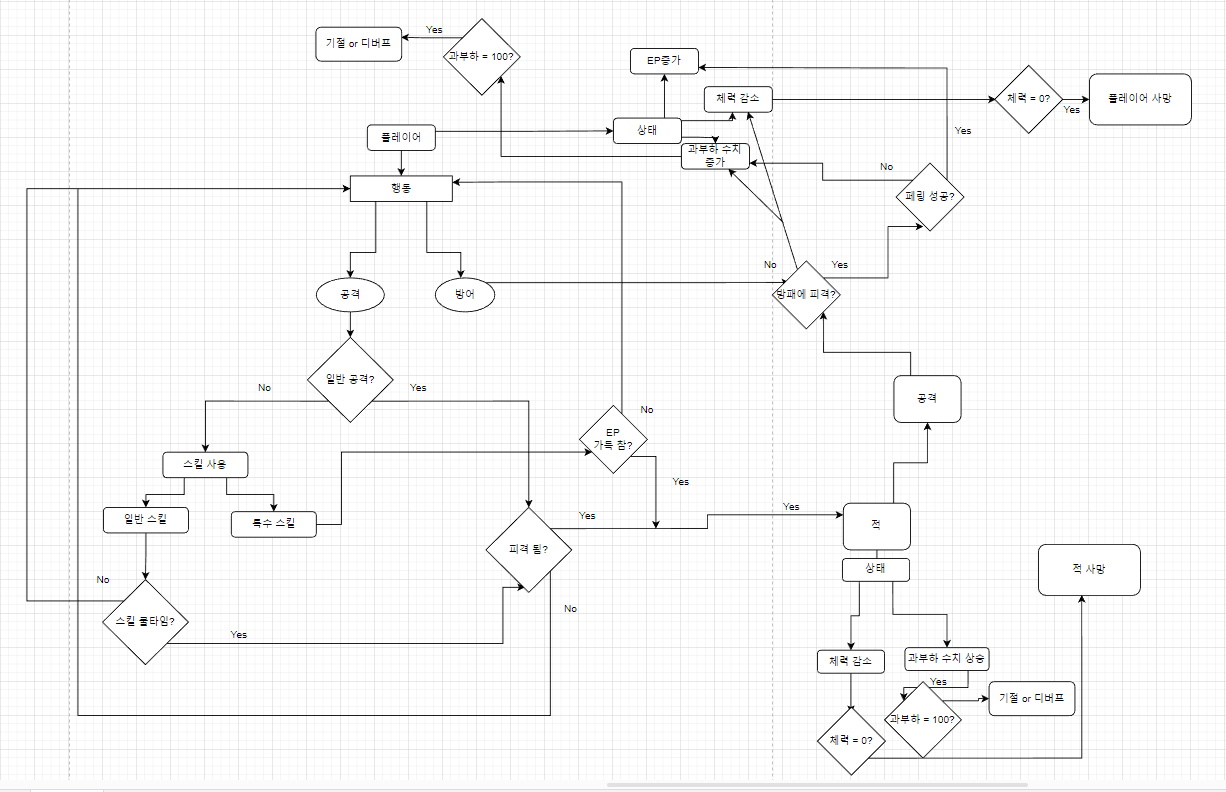 Yes
기절 or 디버프
과부하 = 100?
EP증가
체력 감소
체력 = 0?
Yes
플레이어 사망
플레이어
상태
Yes
과부하 수치
증가
No
행동
페링 성공?
No
Yes
공격
방어
방패에 피격?
일반 공격?
No
Yes
공격
No
EP
가득 참?
스킬 사용
Yes
일반 스킬
특수 스킬
Yes
Yes
적
피격 됨?
상태
적 사망
No
No
스킬 쿨타임?
Yes
체력 감소
과부하 수치 상승
Yes
기절 or 디버프
과부하 = 100?
체력 = 0?